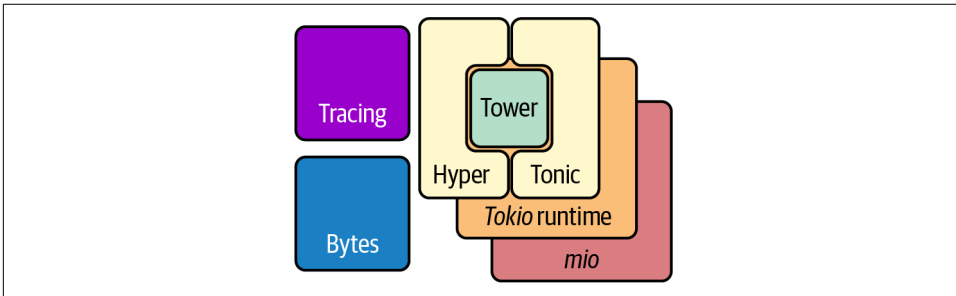 Tracing
Tower
Hyper
Tonic
Tokio runtime
Bytes
mio